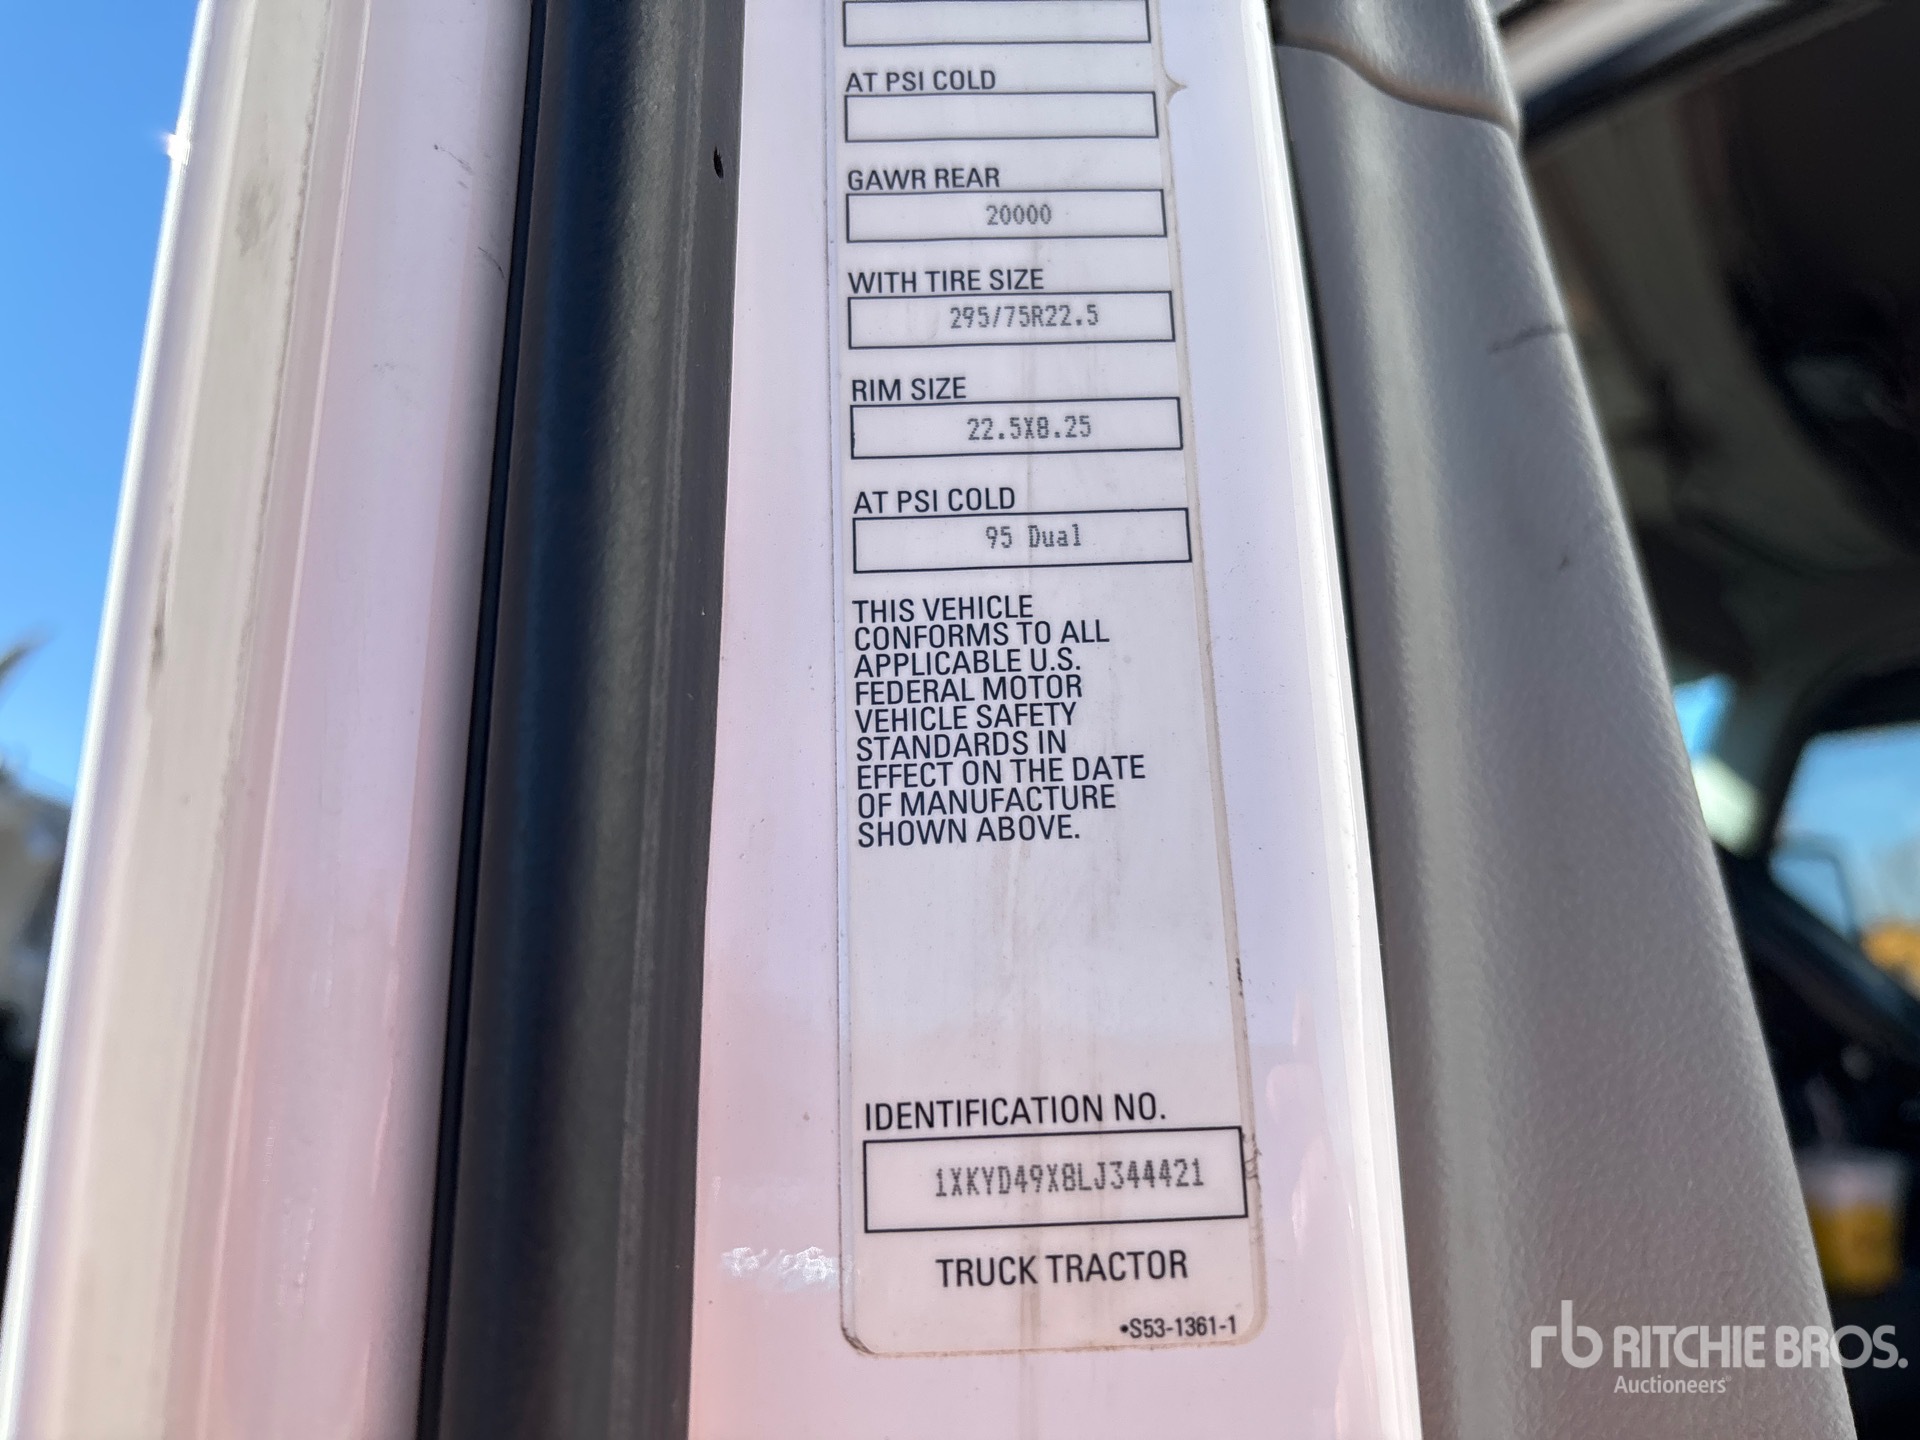 AT PSI COLD
GAWR REAR
20000
WITH TIRE SIZE
295/75R22.5
RIM SIZE
22.5X8.25
AT PSI COLD
95 Dual
THIS VEHICLE
CONFORMS TO ALL
APPLICABLE U.S.
FEDERAL MOTOR
VEHICLE SAFETY
STANDARDS IN
EFFECT ON THE DATE
OF MANUFACTURE
SHOWN ABOVE.
IDENTIFICATION NO.
1XKYD49X8LJ344421
TRUCK TRACTOR
•S53-1361-1
rb RITCHIE BROS.
Auctioneers